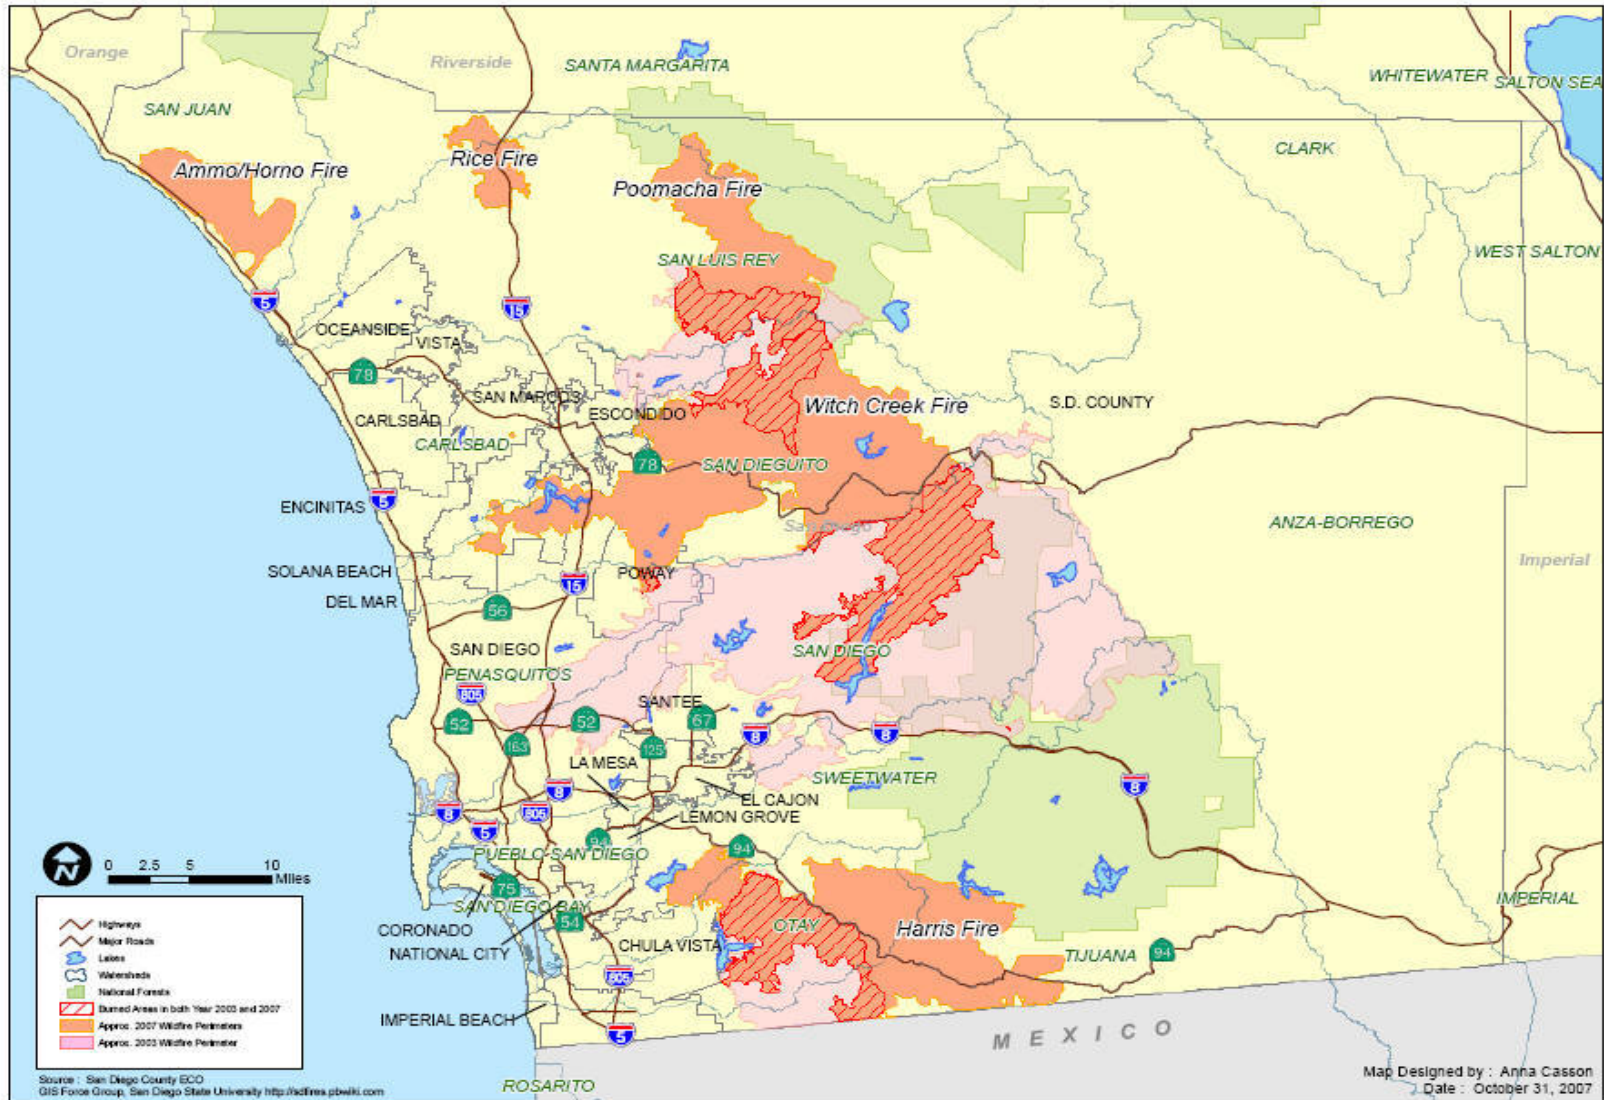 Orange
Riverside
SANTA MARGARITA
WHITEWATER
SALTON SEA
SAN JUAN
CLARK
Ammo/Horno Fire
Rice Fire
Poomacha Fire
SAN LUIS REY
WEST SALTON
5
15
OCEANSIDE
VISTA
78
SAN MARCOS
ESCONDIDO
Witch Creek Fire
S.D. COUNTY
CARLSBAD
CARLSBAD
78
SAN DIEGUITO
5
ENCINITAS
San Diego
ANZA-BORREGO
Imperial
SOLANA BEACH
POWAY
15
DEL MAR
56
SAN DIEGO
SAN DIEGO
PENASQUITOS
805
SANTEE
52
52
67
163
125
8
8
LA MESA
SWEETWATER
8
8
EL CAJON
805
8
LEMON GROVE
5
94
94
PUEBLO SAN DIEGO
0 2.5 5 10
Miles
75
SAN DIEGO BAY
54
IMPERIAL
CORONADO
OTAY
Harris Fire
NATIONAL CITY
CHULA VISTA
TIJUANA
94
805
IMPERIAL BEACH
5
MEXICO
ROSARITO
Highways
Major Roads
Lakes
Watersheds
National Forests
Burned Areas in both Year 2003 and 2007
Approx. 2007 Wildfire Perimeters
Approx. 2003 Wildfire Perimeter
Source : San Diego County ECO
GIS Force Group, San Diego State University http://sdfires.pbwiki.com
Map Designed by : Anna Casson
Date : October 31, 2007